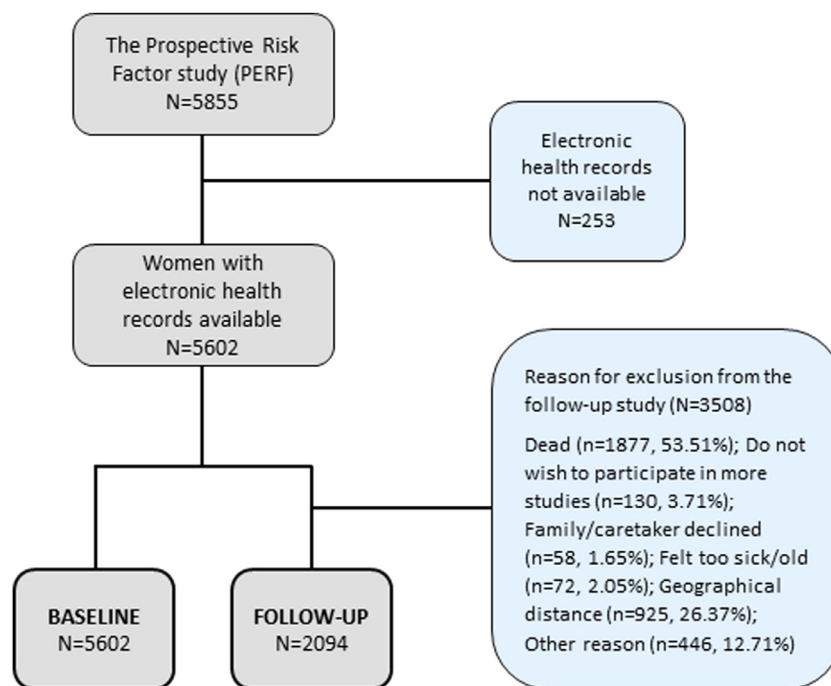 The Prospective Risk
Factor study (PERF)
N=5855
Electronic
health records
not available
N=253
Women with
electronic health
records available
N=5602
Reason for exclusion from the
follow-up study (N=3508)
Dead (n=1877, 53.51%); Do not
wish to participate in more
studies (n=130, 3.71%);
Family/caretaker declined
(n=58, 1.65%); Felt too sick/old
(n=72, 2.05%); Geographical
distance (n=925, 26.37%);
Other reason (n=446, 12.71%)
BASELINE
N=5602
FOLLOW-UP
N=2094